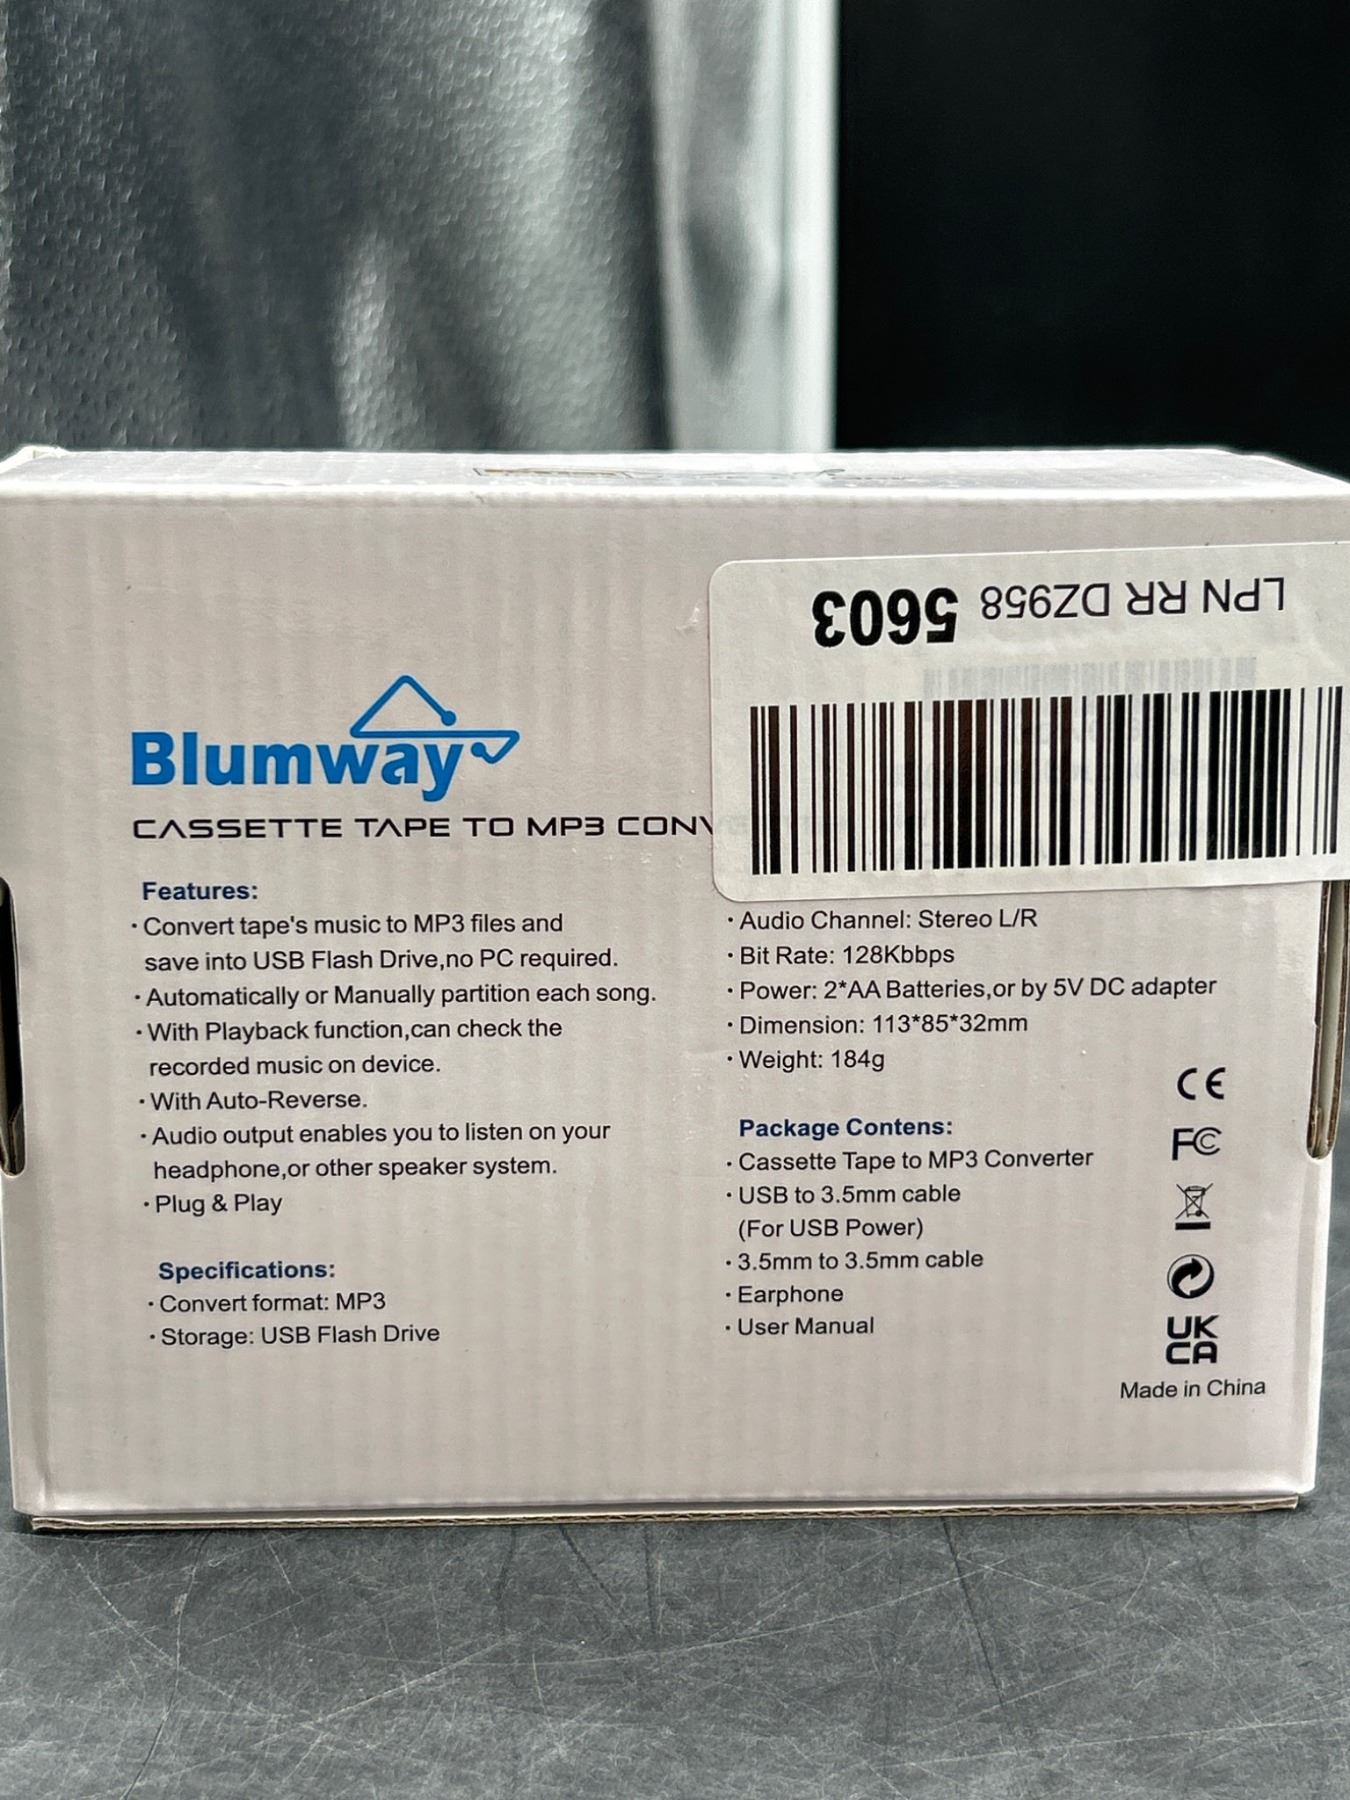 LPN RR DZ958 5603
Blumway
CASSETTE TAPE TO MP3
Features:
· Convert tape's music to MP3 files and
save into USB Flash Drive,no PC required.
· Automatically or Manually partition each song.
· With Playback function,can check the
recorded music on device.
· With Auto-Reverse.
· Audio output enables you to listen on your
headphone,or other speaker system.
· Plug & Play
Specifications:
· Convert format: MP3
· Storage: USB Flash Drive
· Audio Channel: Stereo L/R
· Bit Rate: 128Kbbps
· Power: 2*AA Batteries,or by 5V DC adapter
· Dimension: 113*85*32mm
· Weight: 184g
Package Contens:
· Cassette Tape to MP3 Converter
· USB to 3.5mm cable
(For USB Power)
· 3.5mm to 3.5mm cable
· Earphone
· User Manual
CE
FC
UK
CA
Made in China